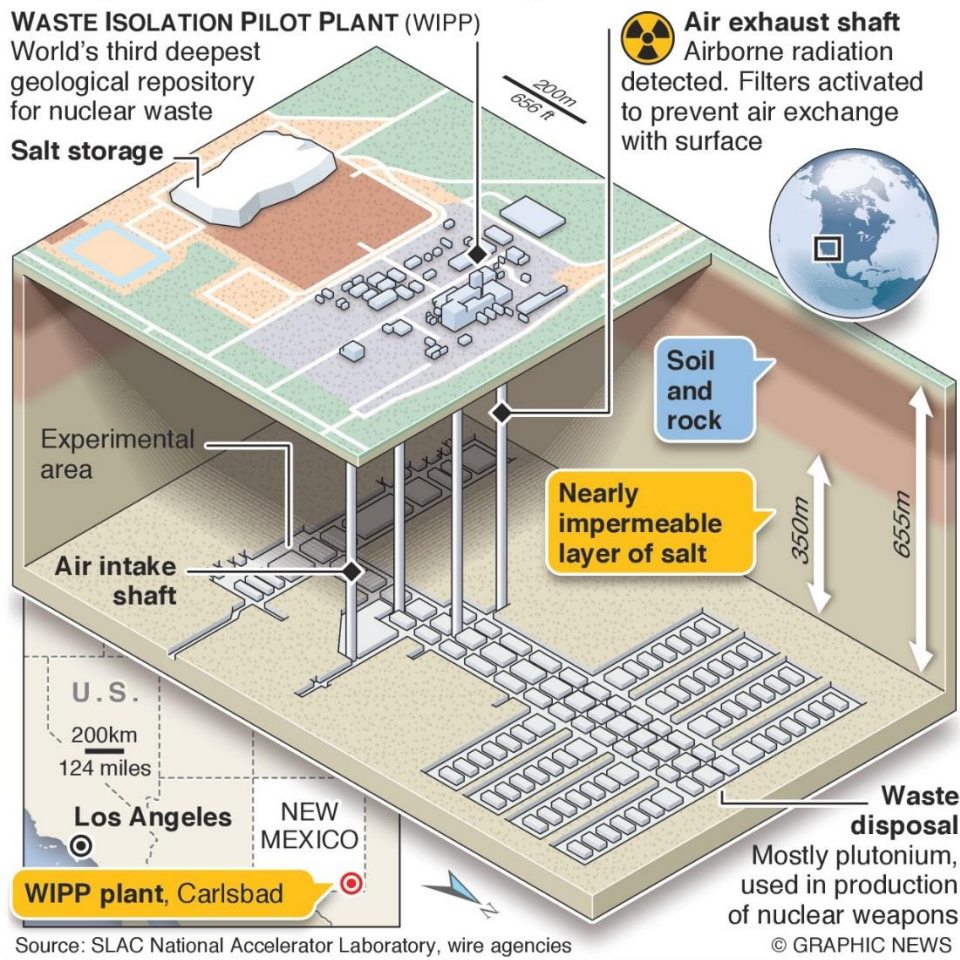 WASTE ISOLATION PILOT PLANT (WIPP)
World's third deepest
geological repository
for nuclear waste
Salt storage
200m
656 ft
Air exhaust shaft
Airborne radiation
detected. Filters activated
to prevent air exchange
with surface
Soil
and
rock
Experimental
area
Nearly
impermeable
layer of salt
350m
655m
Air intake
shaft
U.S.
200km
124 miles
Los Angeles
NEW
MEXICO
WIPP plant, Carlsbad
N
Waste
disposal
Mostly plutonium,
used in production
of nuclear weapons
Source: SLAC National Accelerator Laboratory, wire agencies
© GRAPHIC NEWS